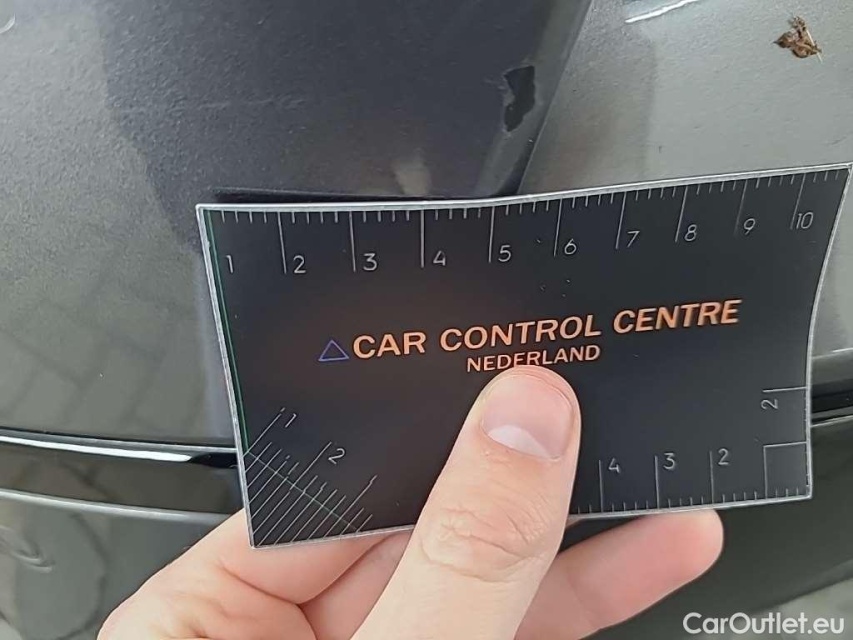 1 2 3 4 5 6 7 8 9 10
△CAR CONTROL CENTRE
NEDERLAND
1
2
2
4 3 2
CarOutlet.eu